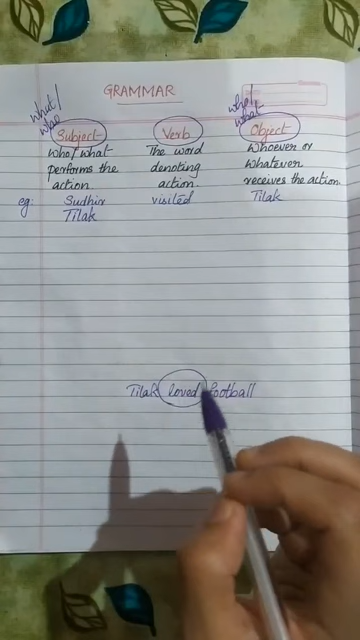 GRAMMAR
what/ who
who/ what
Subject Verb Object
who/what The word Whoever or
performs the denoting whatever
action action. receives the action.
eg: Sudhir visited Tilak
Tilak
Tilak loved football